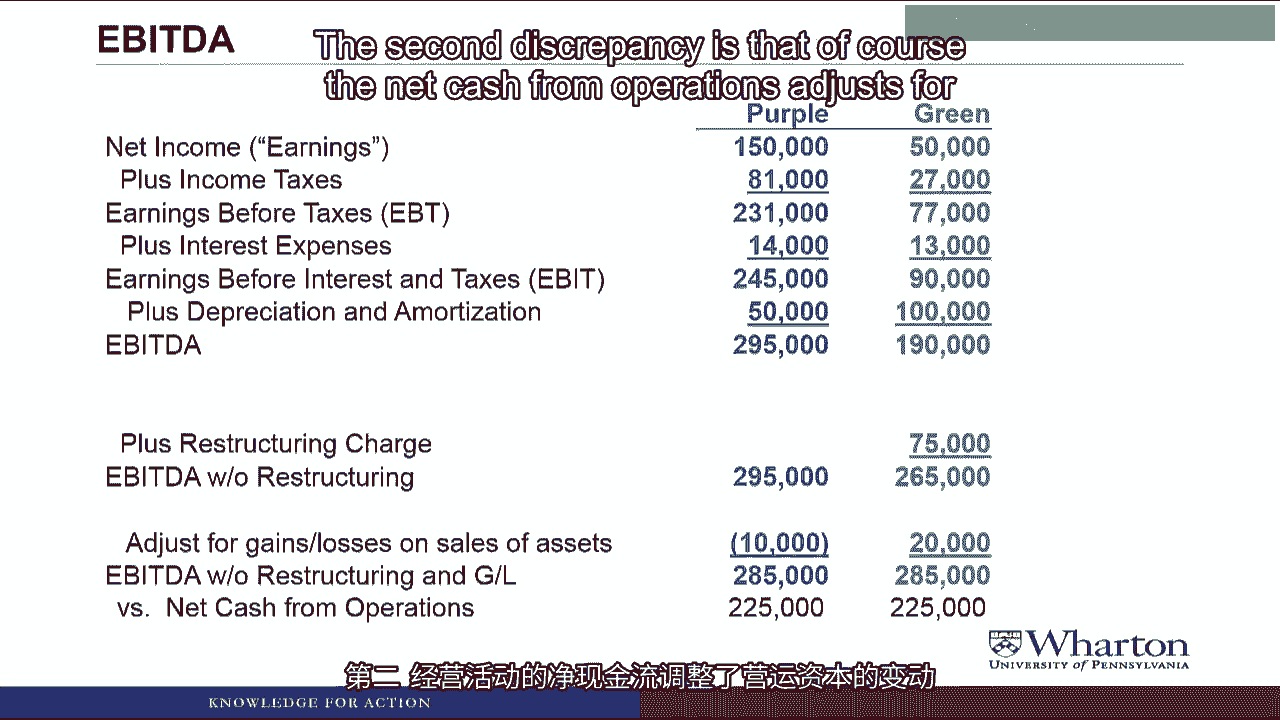 EBITDA
The second discrepancy is that of course
the net cash from operations adjusts for
Purple Green
Net Income (“Earnings”) 150,000 50,000
Plus Income Taxes 81,000 27,000
Earnings Before Taxes (EBT) 231,000 77,000
Plus Interest Expenses 14,000 13,000
Earnings Before Interest and Taxes (EBIT) 245,000 90,000
Plus Depreciation and Amortization 50,000 100,000
EBITDA 295,000 190,000
Plus Restructuring Charge 75,000
EBITDA w/o Restructuring 295,000 265,000
Adjust for gains/losses on sales of assets (10,000) 20,000
EBITDA w/o Restructuring and G/L 285,000 285,000
vs. Net Cash from Operations 225,000 225,000
Wharton
UNIVERSITY of PENNSYLVANIA
第二 经营活动的净现金流调整了营运资本的变动
KNOWLEDGE FOR ACTION